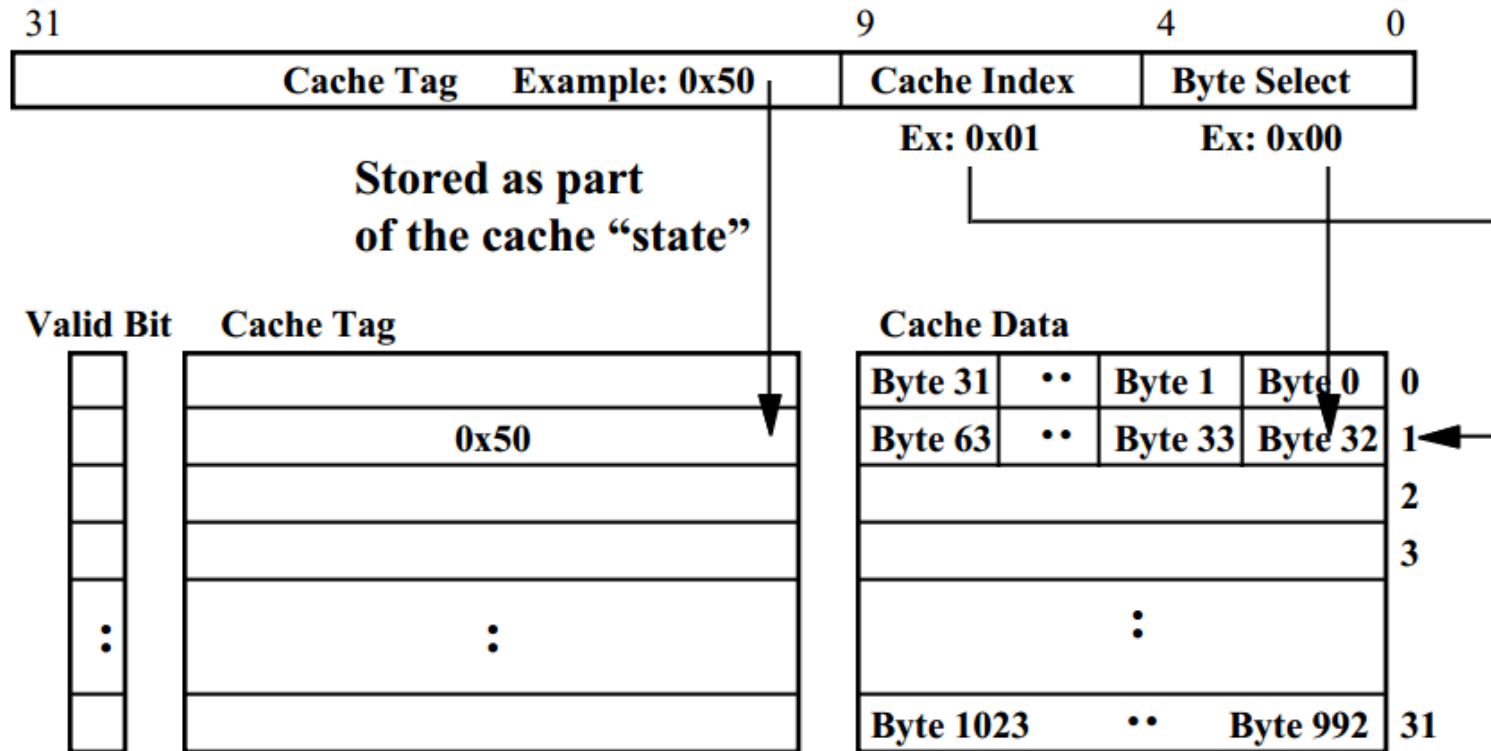 31 9 4 0
Cache Tag Example: 0x50 Cache Index Byte Select
Ex: 0x01 Ex: 0x00
Stored as part
of the cache “state”
Valid Bit Cache Tag Cache Data
Byte 31 •• Byte 1 Byte 0 0
0x50 Byte 63 •• Byte 33 Byte 32 1
2
3
: : :
Byte 1023 •• Byte 992 31